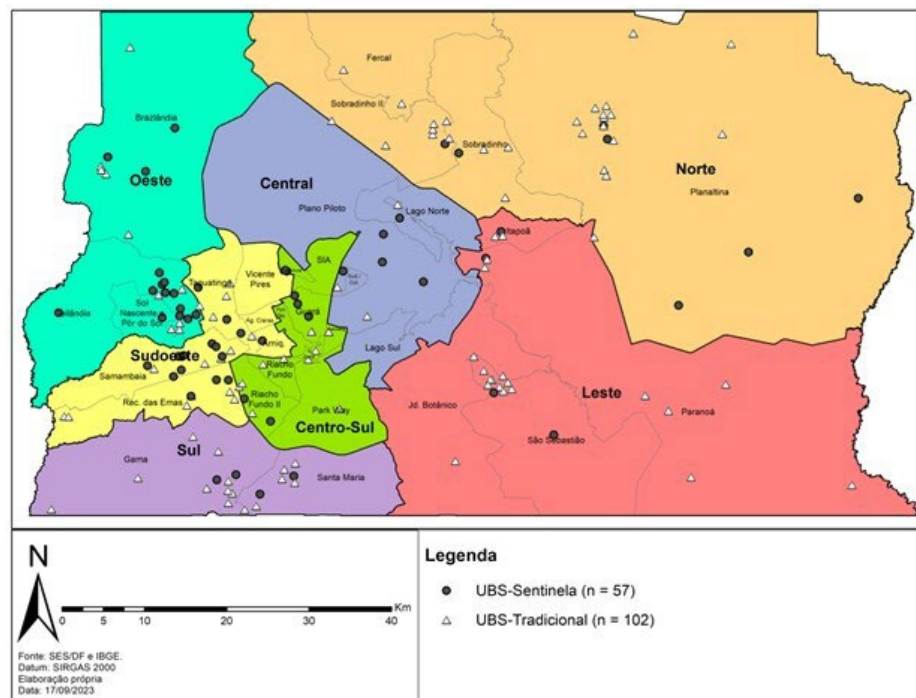 Fercal
Sobradinho II
Brazlândia
Sobradinho
Norte
Oeste
Central
Planaltina
Plano Piloto
Lago Norte
Itapoã
SIA
Vicente
Pires
Taguatinga
Sol
Nascente
Pôr do Sol
Guará
Ceilândia
Arniq.
Lago Sul
Sudoeste
Riacho
Fundo
Leste
Samambaia
Jd. Botânico
Rec. das Emas
Riacho
Fundo II
Park Way
Paranoá
Centro-Sul
São Sebastião
Sul
Gama
Santa Maria
N
0 5 10 20 30 40
Km
Fonte: SES/DF e IBGE.
Datum: SIRGAS 2000
Elaboração própria
Data: 17/09/2023
Legenda
UBS-Sentinela (n = 57)
UBS-Tradicional (n = 102)